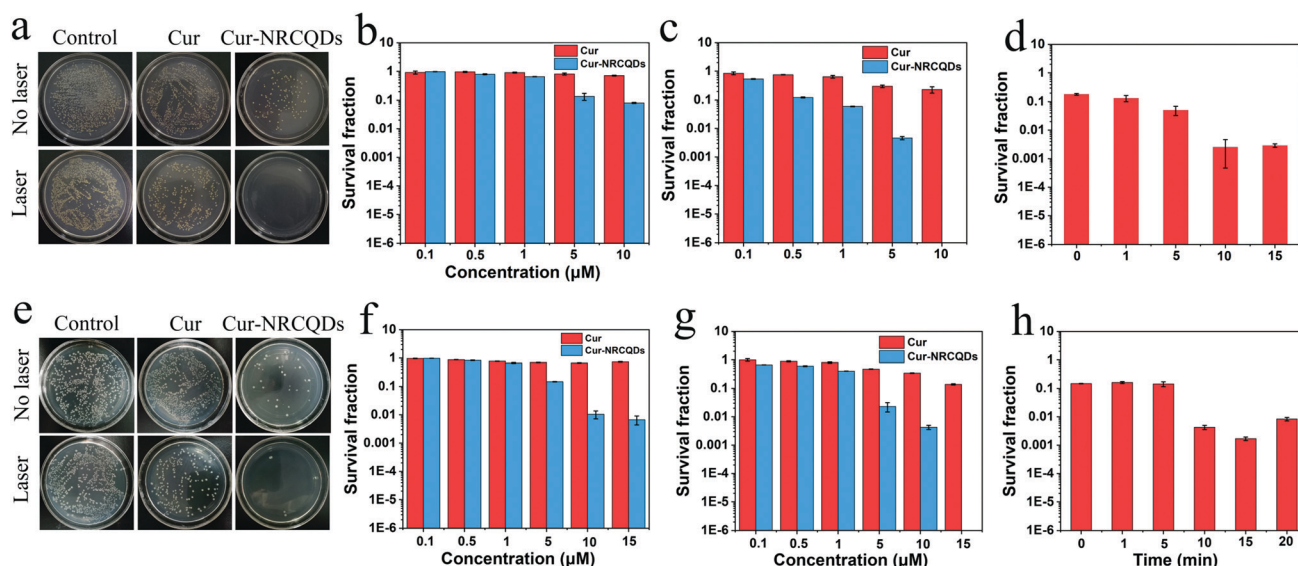 a
Control Cur Cur-NRCQDs
No laser
Laser
b
Survival fraction
10
1
0.1
0.01
0.001
1E-4
1E-5
1E-6
Cur
Cur-NRCQDs
0.1 0.5 1 5 10
Concentration (μM)
c
Survival fraction
10
1
0.1
0.01
0.001
1E-4
1E-5
1E-6
Cur
Cur-NRCQDs
0.1 0.5 1 5 10
d
Survival fraction
10
1
0.1
0.01
0.001
1E-4
1E-5
1E-6
0 1 5 10 15
e
Control Cur Cur-NRCQDs
No laser
Laser
f
Survival fraction
10
1
0.1
0.01
0.001
1E-4
1E-5
1E-6
Cur
Cur-NRCQDs
0.1 0.5 1 5 10 15
Concentration (μM)
g
Survival fraction
10
1
0.1
0.01
0.001
1E-4
1E-5
1E-6
Cur
Cur-NRCQDs
0.1 0.5 1 5 10 15
Concentration (μM)
h
Survival fraction
10
1
0.1
0.01
0.001
1E-4
1E-5
1E-6
0 1 5 10 15 20
Time (min)